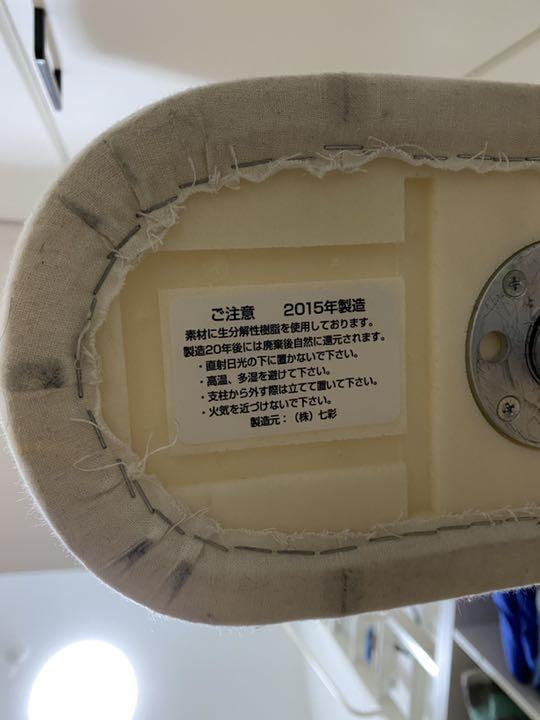 ご注意 2015年製造
素材に生分解性樹脂を使用しております。
製造20年後には廃棄後自然に還元されます。
・直射日光の下に置かないで下さい。
・高温、多湿を避けて下さい。
・支柱から外す際は立てて置いて下さい。
・火気を近づけないで下さい。
製造元：（株）七彩